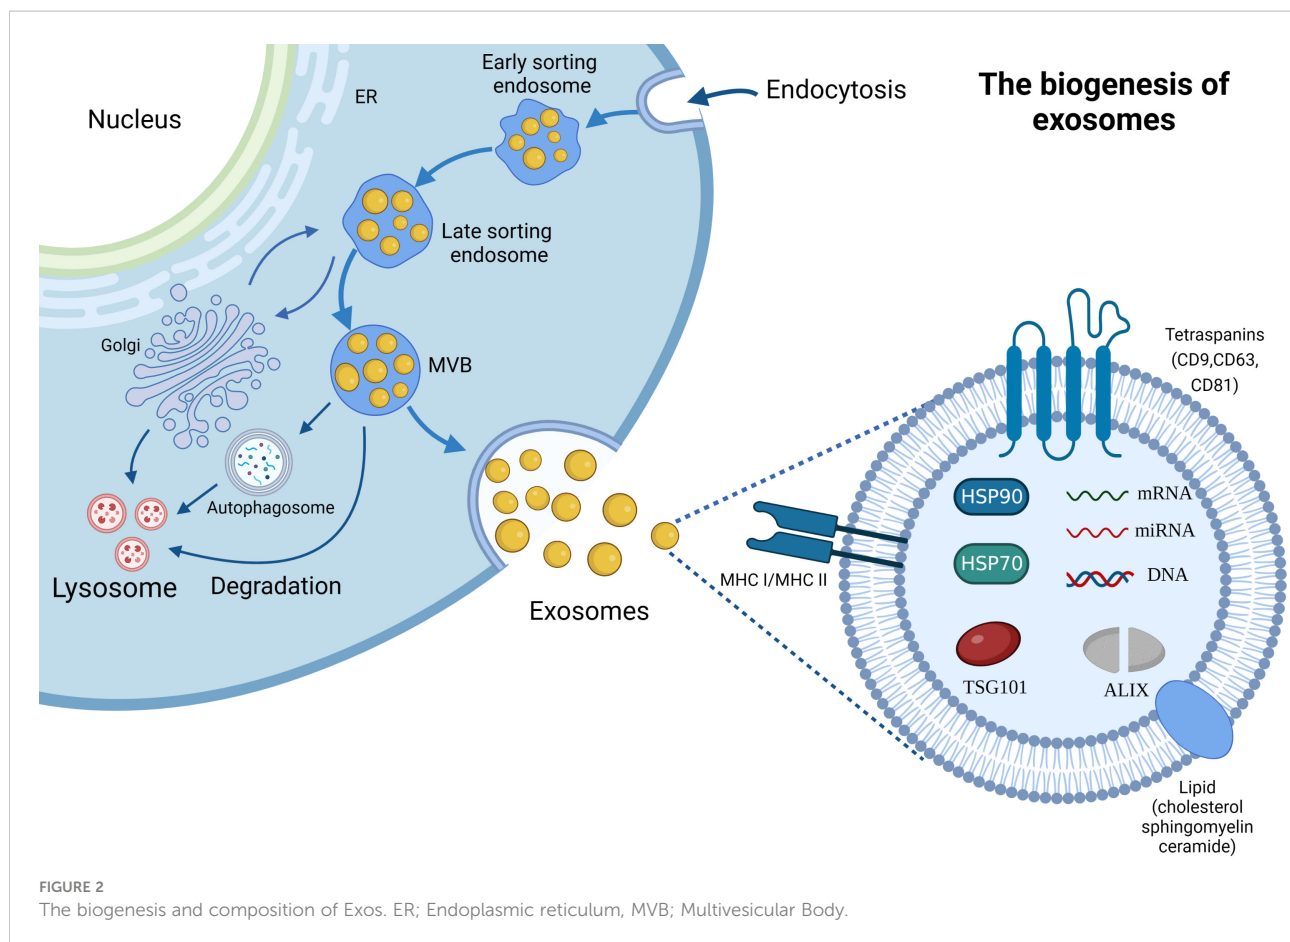 The biogenesis of
exosomes
Nucleus
ER
Early sorting
endosome
Endocytosis
Late sorting
endosome
Golgi
MVB
Autophagosome
Lysosome
Degradation
Exosomes
Tetraspanins
(CD9,CD63,
CD81)
MHC I/MHC II
HSP90
mRNA
miRNA
HSP70
DNA
TSG101
ALIX
Lipid
(cholesterol
sphingomyelin
ceramide)
FIGURE 2
The biogenesis and composition of Exos. ER; Endoplasmic reticulum, MVB; Multivesicular Body.